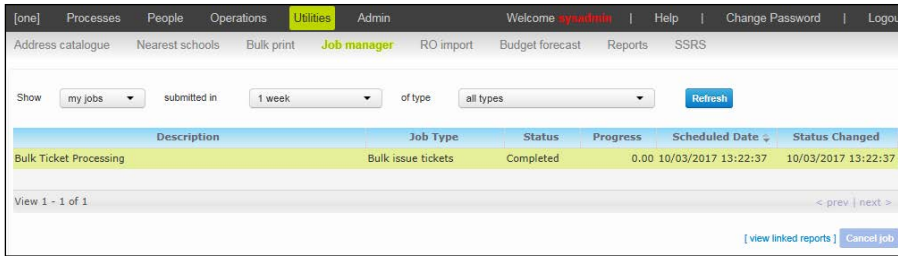 [one] Processes People Operations Utilities Admin Welcome sysadmin | Help | Change Password | Logou
Address catalogue Nearest schools Bulk print Job manager RO import Budget forecast Reports SSRS
Show my jobs submitted in 1 week of type all types Refresh
Description Job Type Status Progress Scheduled Date Status Changed
Bulk Ticket Processing Bulk issue tickets Completed 0.00 10/03/2017 13:22:37 10/03/2017 13:22:37
View 1 - 1 of 1 < prev | next >
[ view linked reports ] Cancel job